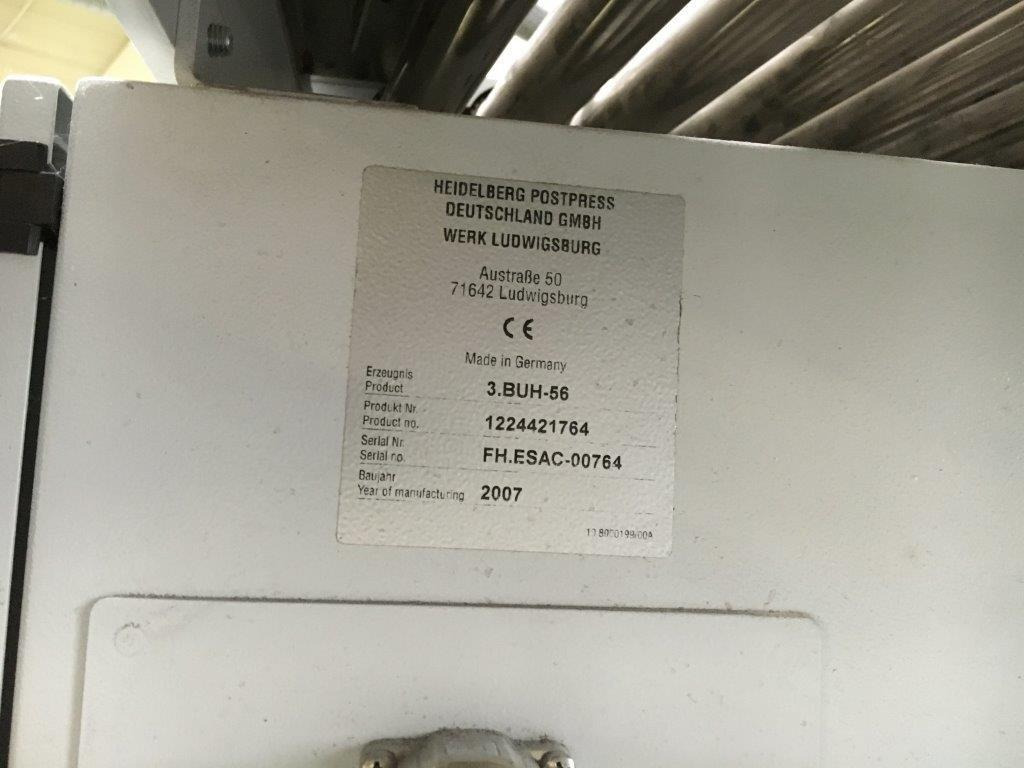 HEIDELBERG POSTPRESS
DEUTSCHLAND GMBH
WERK LUDWIGSBURG
Austraße 50
71642 Ludwigsburg
CE
Made in Germany
Erzeugnis
Product 3.BUH-56
Produkt Nr.
Product no. 1224421764
Serial Nr.
Serial no. FH.ESAC-00764
Baujahr
Year of manufacturing 2007